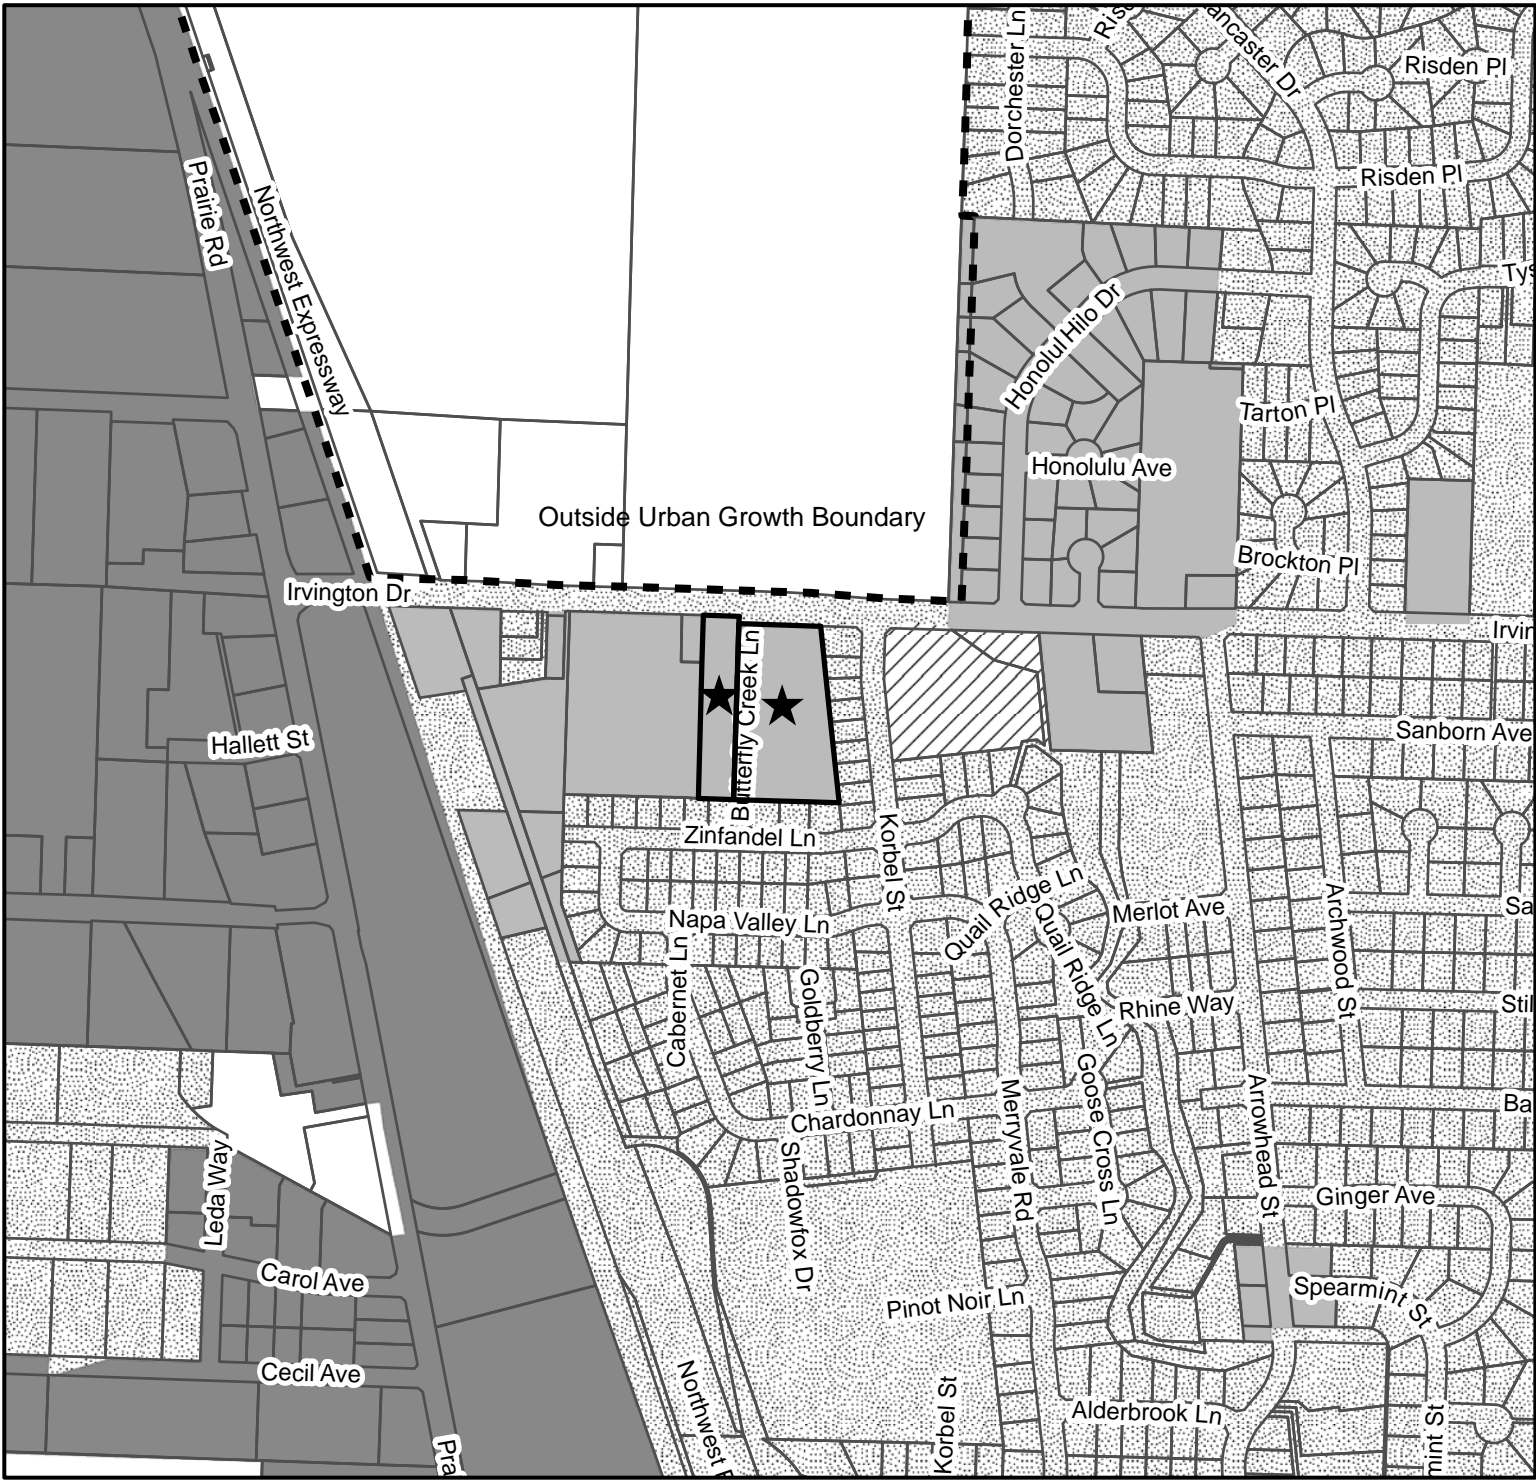 Dorchester Ln
Lancaster Dr
Risden Pl
Prairie Rd
Risden Pl
Northwest Expressway
Honolul Hilo Dr
Tarton Pl
Honolulu Ave
Outside Urban Growth Boundary
Brockton Pl
Irvington Dr
Butterfly Creek Ln
Hallett St
Sanborn Ave
Zinfandel Ln
Korbel St
Quail Ridge Ln
Merlot Ave
Archwood St
Napa Valley Ln
Quail Ridge Ln
Cabernet Ln
Goldberry Ln
Rhine Way
Goose Cross Ln
Merryvale Rd
Arrowhead St
Chardonnay Ln
Leda Way
Shadowfox Dr
Ginger Ave
Carol Ave
Spearmint St
Pinot Noir Ln
Cecil Ave
Korbel St
Alderbrook Ln